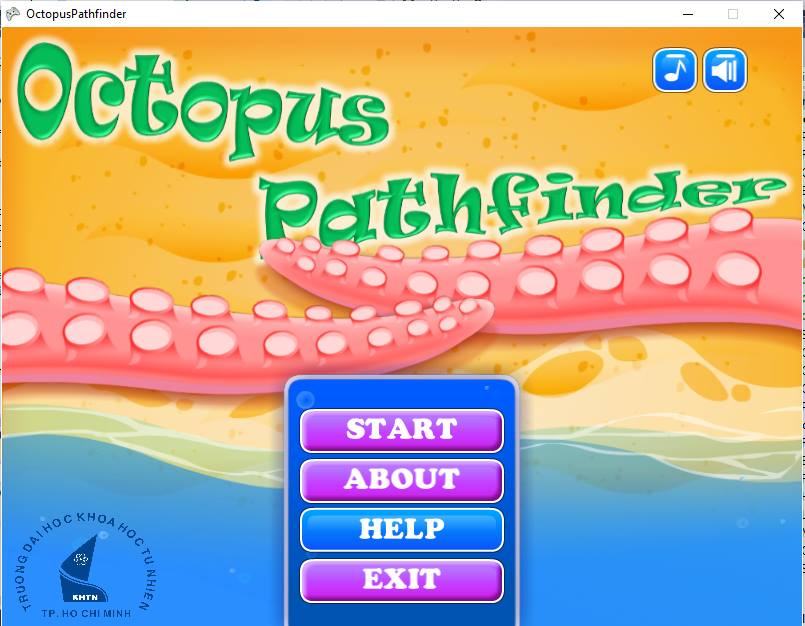 OctopusPathfinder
Octopus
Pathfinder
START
ABOUT
HELP
EXIT
TRUONG DAI HOC KHOA HOC TU NHIEN
KHTN
TP. HO CHI MINH